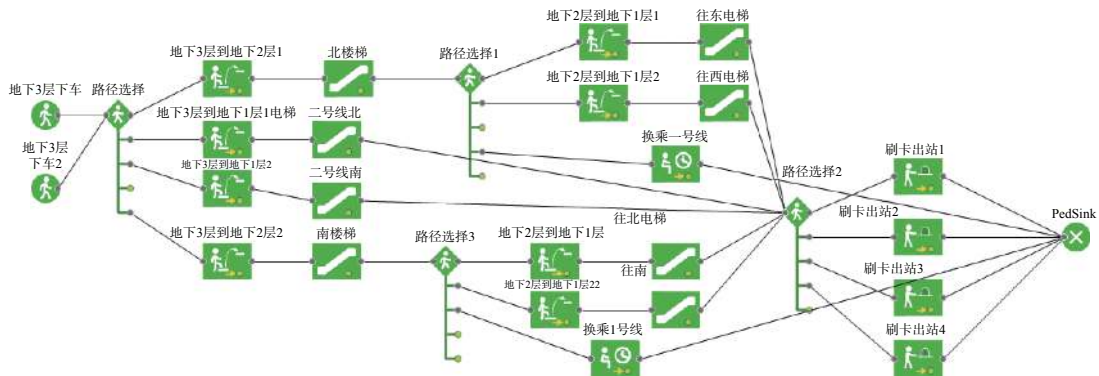 地下2层到地下1层1
往东电梯
地下3层到地下2层1
北楼梯
路径选择1
地下3层下车
路径选择
地下2层到地下1层2
往西电梯
地下3层到地下1层1电梯
二号线北
换乘一号线
地下3层
下车2
地下3层到地下1层2
二号线南
路径选择2
刷卡出站1
往北电梯
刷卡出站2
PedSink
地下3层到地下2层2
南楼梯
路径选择3
地下2层到地下1层
往南
刷卡出站3
地下2层到地下1层22
换乘1号线
刷卡出站4